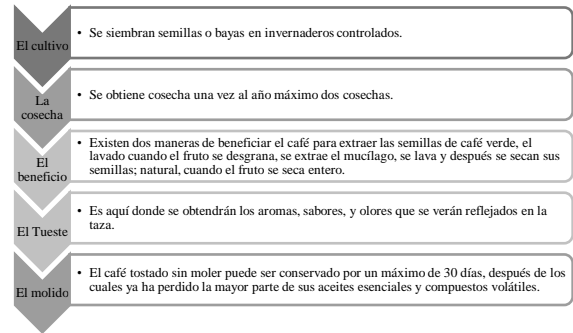 El cultivo
• Se siembran semillas o bayas en invernaderos controlados.
La
cosecha
• Se obtiene cosecha una vez al año máximo dos cosechas.
El
beneficio
• Existen dos maneras de beneficiar el café para extraer las semillas de café verde, el
lavado cuando el fruto se desgrana, se extrae el mucílago, se lava y después se secan sus
semillas; natural, cuando el fruto se seca entero.
El Tueste
• Es aquí donde se obtendrán los aromas, sabores, y olores que se verán reflejados en la
taza.
El molido
• El café tostado sin moler puede ser conservado por un máximo de 30 días, después de los
cuales ya ha perdido la mayor parte de sus aceites esenciales y compuestos volátiles.